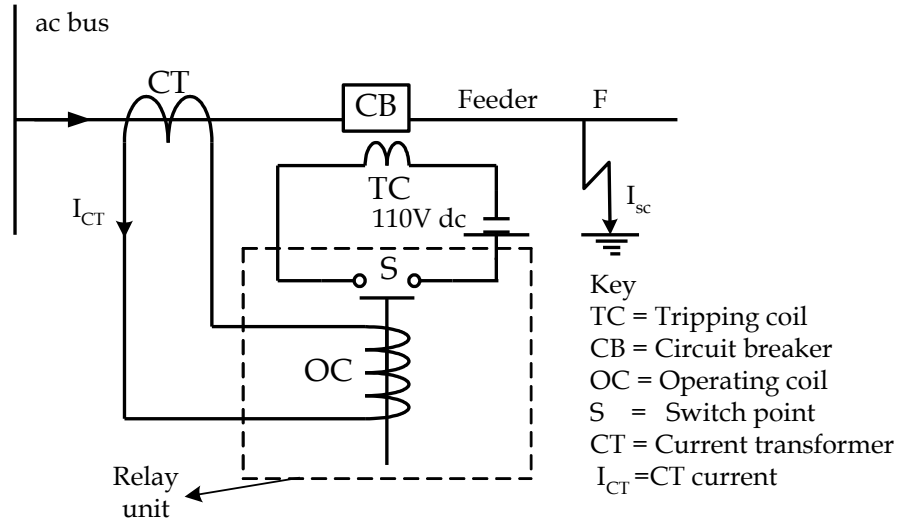 ac bus
CT
CB
Feeder
F
TC
110V dc
I_CT
I_sc
S
OC
Relay
unit
Key
TC = Tripping coil
CB = Circuit breaker
OC = Operating coil
S = Switch point
CT = Current transformer
I_CT =CT current